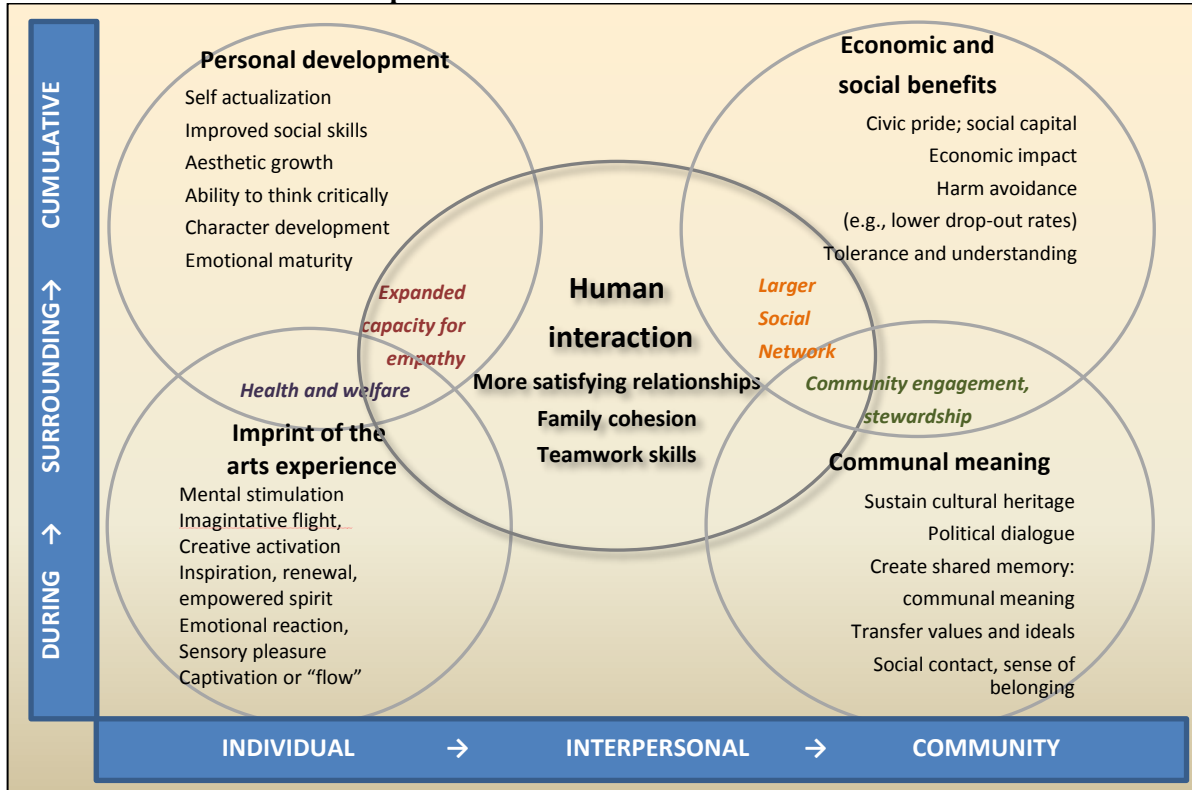 Personal development
Self actualization
Improved social skills
Aesthetic growth
Ability to think critically
Character development
Emotional maturity
Economic and
social benefits
Civic pride; social capital
Economic impact
Harm avoidance
(e.g., lower drop-out rates)
Tolerance and understanding
Expanded
capacity for
empathy
Health and welfare
Human
interaction
More satisfying relationships
Family cohesion
Teamwork skills
Larger
Social
Network
Community engagement,
stewardship
Imprint of the
arts experience
Mental stimulation
Imagintative flight,
Creative activation
Inspiration, renewal,
empowered spirit
Emotional reaction,
Sensory pleasure
Captivation or “flow”
Communal meaning
Sustain cultural heritage
Political dialogue
Create shared memory:
communal meaning
Transfer values and ideals
Social contact, sense of
belonging
DURING → SURROUNDING→ CUMULATIVE
INDIVIDUAL → INTERPERSONAL → COMMUNITY